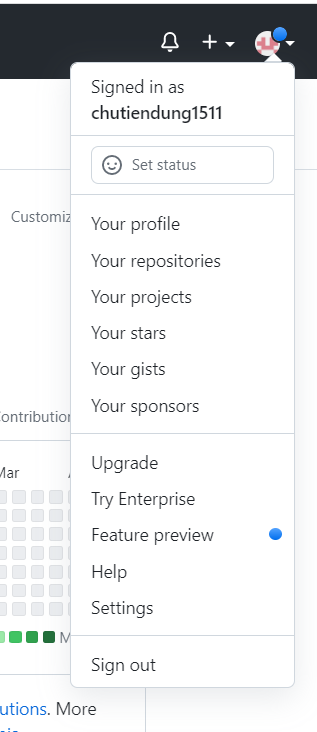 Signed in as
chutiendung1511
Set status
Customiz
Your profile
Your repositories
Your projects
Your stars
Your gists
Your sponsors
Contribution
Upgrade
Mar
Try Enterprise
Feature preview
Help
Settings
Sign out
utions. More